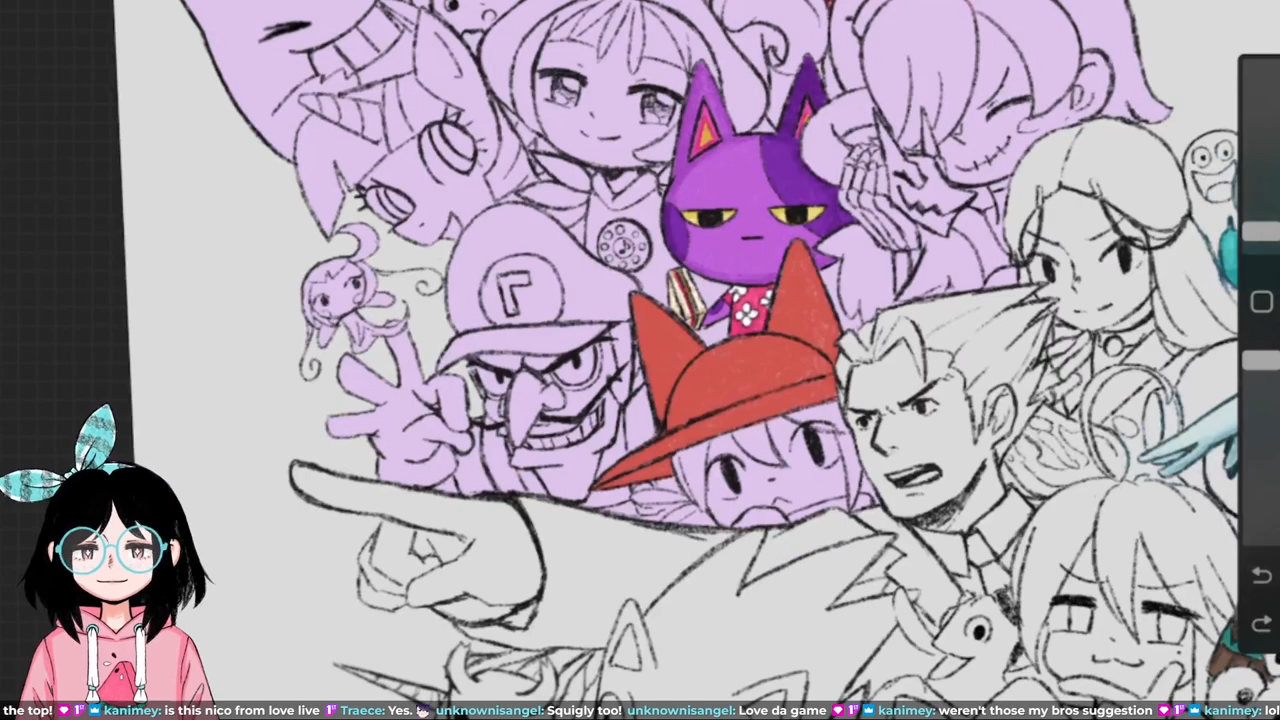 the top! kanimey: is this nico from love live Traece: Yes. unknownisangel: Squigly too! unknownisangel: Love da game kanimey: weren't those my bros suggestion kanimey: lol